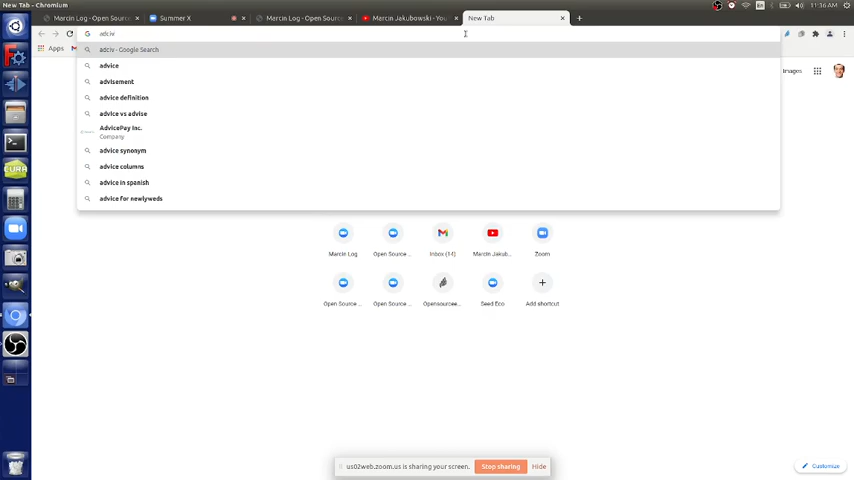 New Tab - Chromium
En
11:36 AM
Marcin Log - Open Source
Summer X
Marcin Log - Open Source
Marcin Jakubowski - You
New Tab
adciv
Apps
adciv - Google Search
advice
Images
advisement
advice definition
advice vs advise
AdvicePay Inc.
Company
advice synonym
advice columns
advice in spanish
advice for newlyweds
CURA
Marcin Log
Open Source ...
Inbox (14)
Marcin Jakub...
Zoom
Open Source ...
Open Source ...
Opensourcee...
Seed Eco
Add shortcut
us02web.zoom.us is sharing your screen.
Stop sharing
Hide
Customize